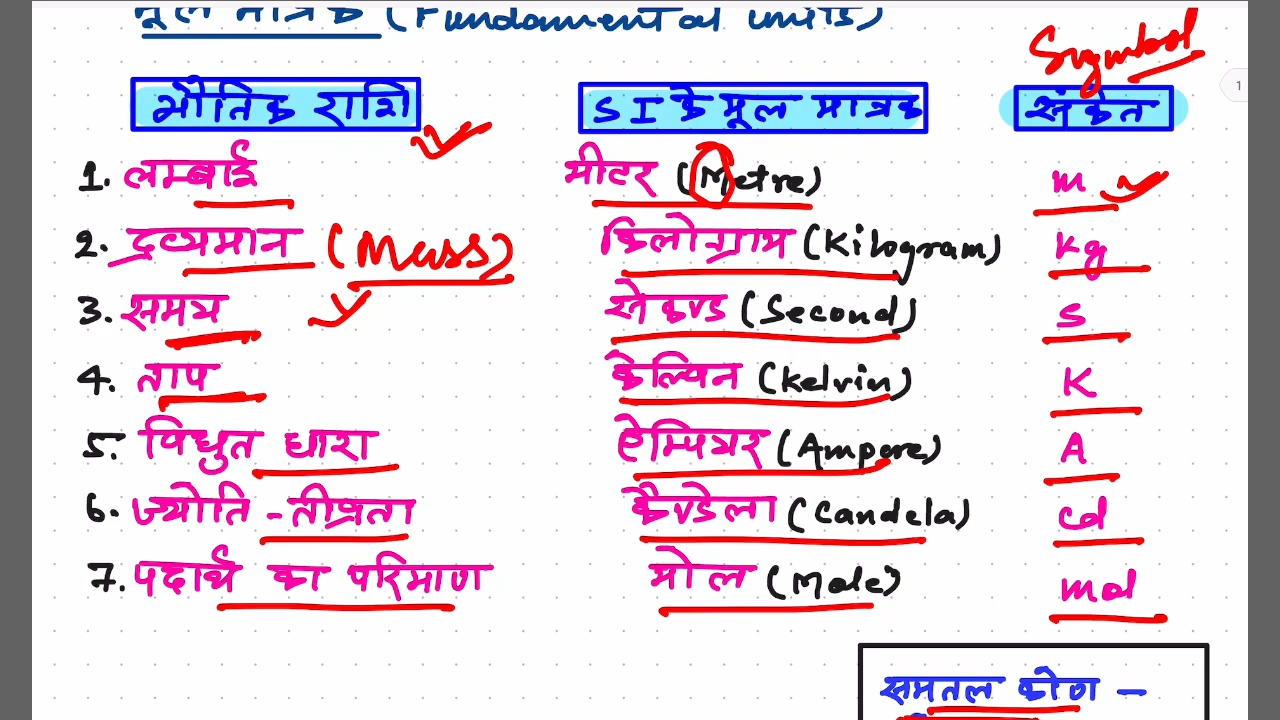 मूल मात्रक (Fundamental units)
Symbol
भौतिक राशि SI के मूल मात्रक संकेत
1
1. लम्बाई मीटर (Metre) m
2. द्रव्यमान (Mass) किलोग्राम (Kilogram) Kg
3. समय सेकण्ड (Second) s
4. ताप केल्विन (Kelvin) K
5. विधुत धारा ऐम्पियर (Ampere) A
6. ज्योति - तीव्रता कैण्डेला (Candela) cd
7. पदार्थ का परिमाण मोल (Mole) mol
समतल कोण -